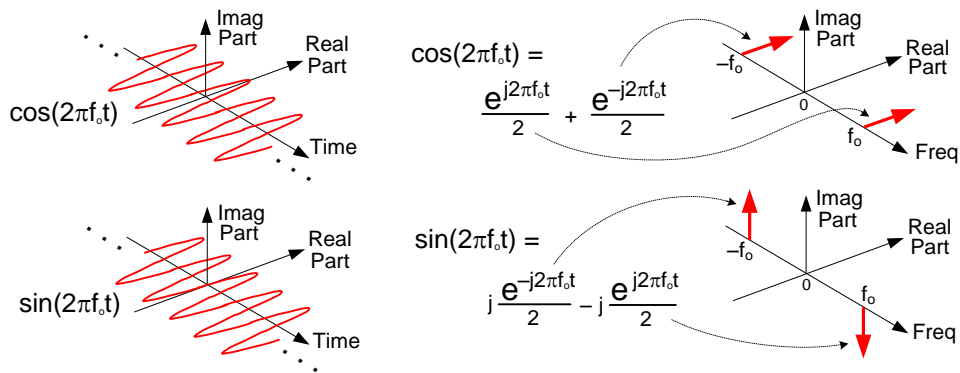 Imag
Part
Real
Part
cos(2πfₒt)
Time
cos(2πfₒt) =
e^{j2πfₒt}/2 + e^{–j2πfₒt}/2
Imag
Part
Real
Part
–fₒ
0
fₒ
Freq
Imag
Part
Real
Part
sin(2πfₒt)
Time
sin(2πfₒt) =
j e^{–j2πfₒt}/2 – j e^{j2πfₒt}/2
Imag
Part
Real
Part
–fₒ
0
fₒ
Freq